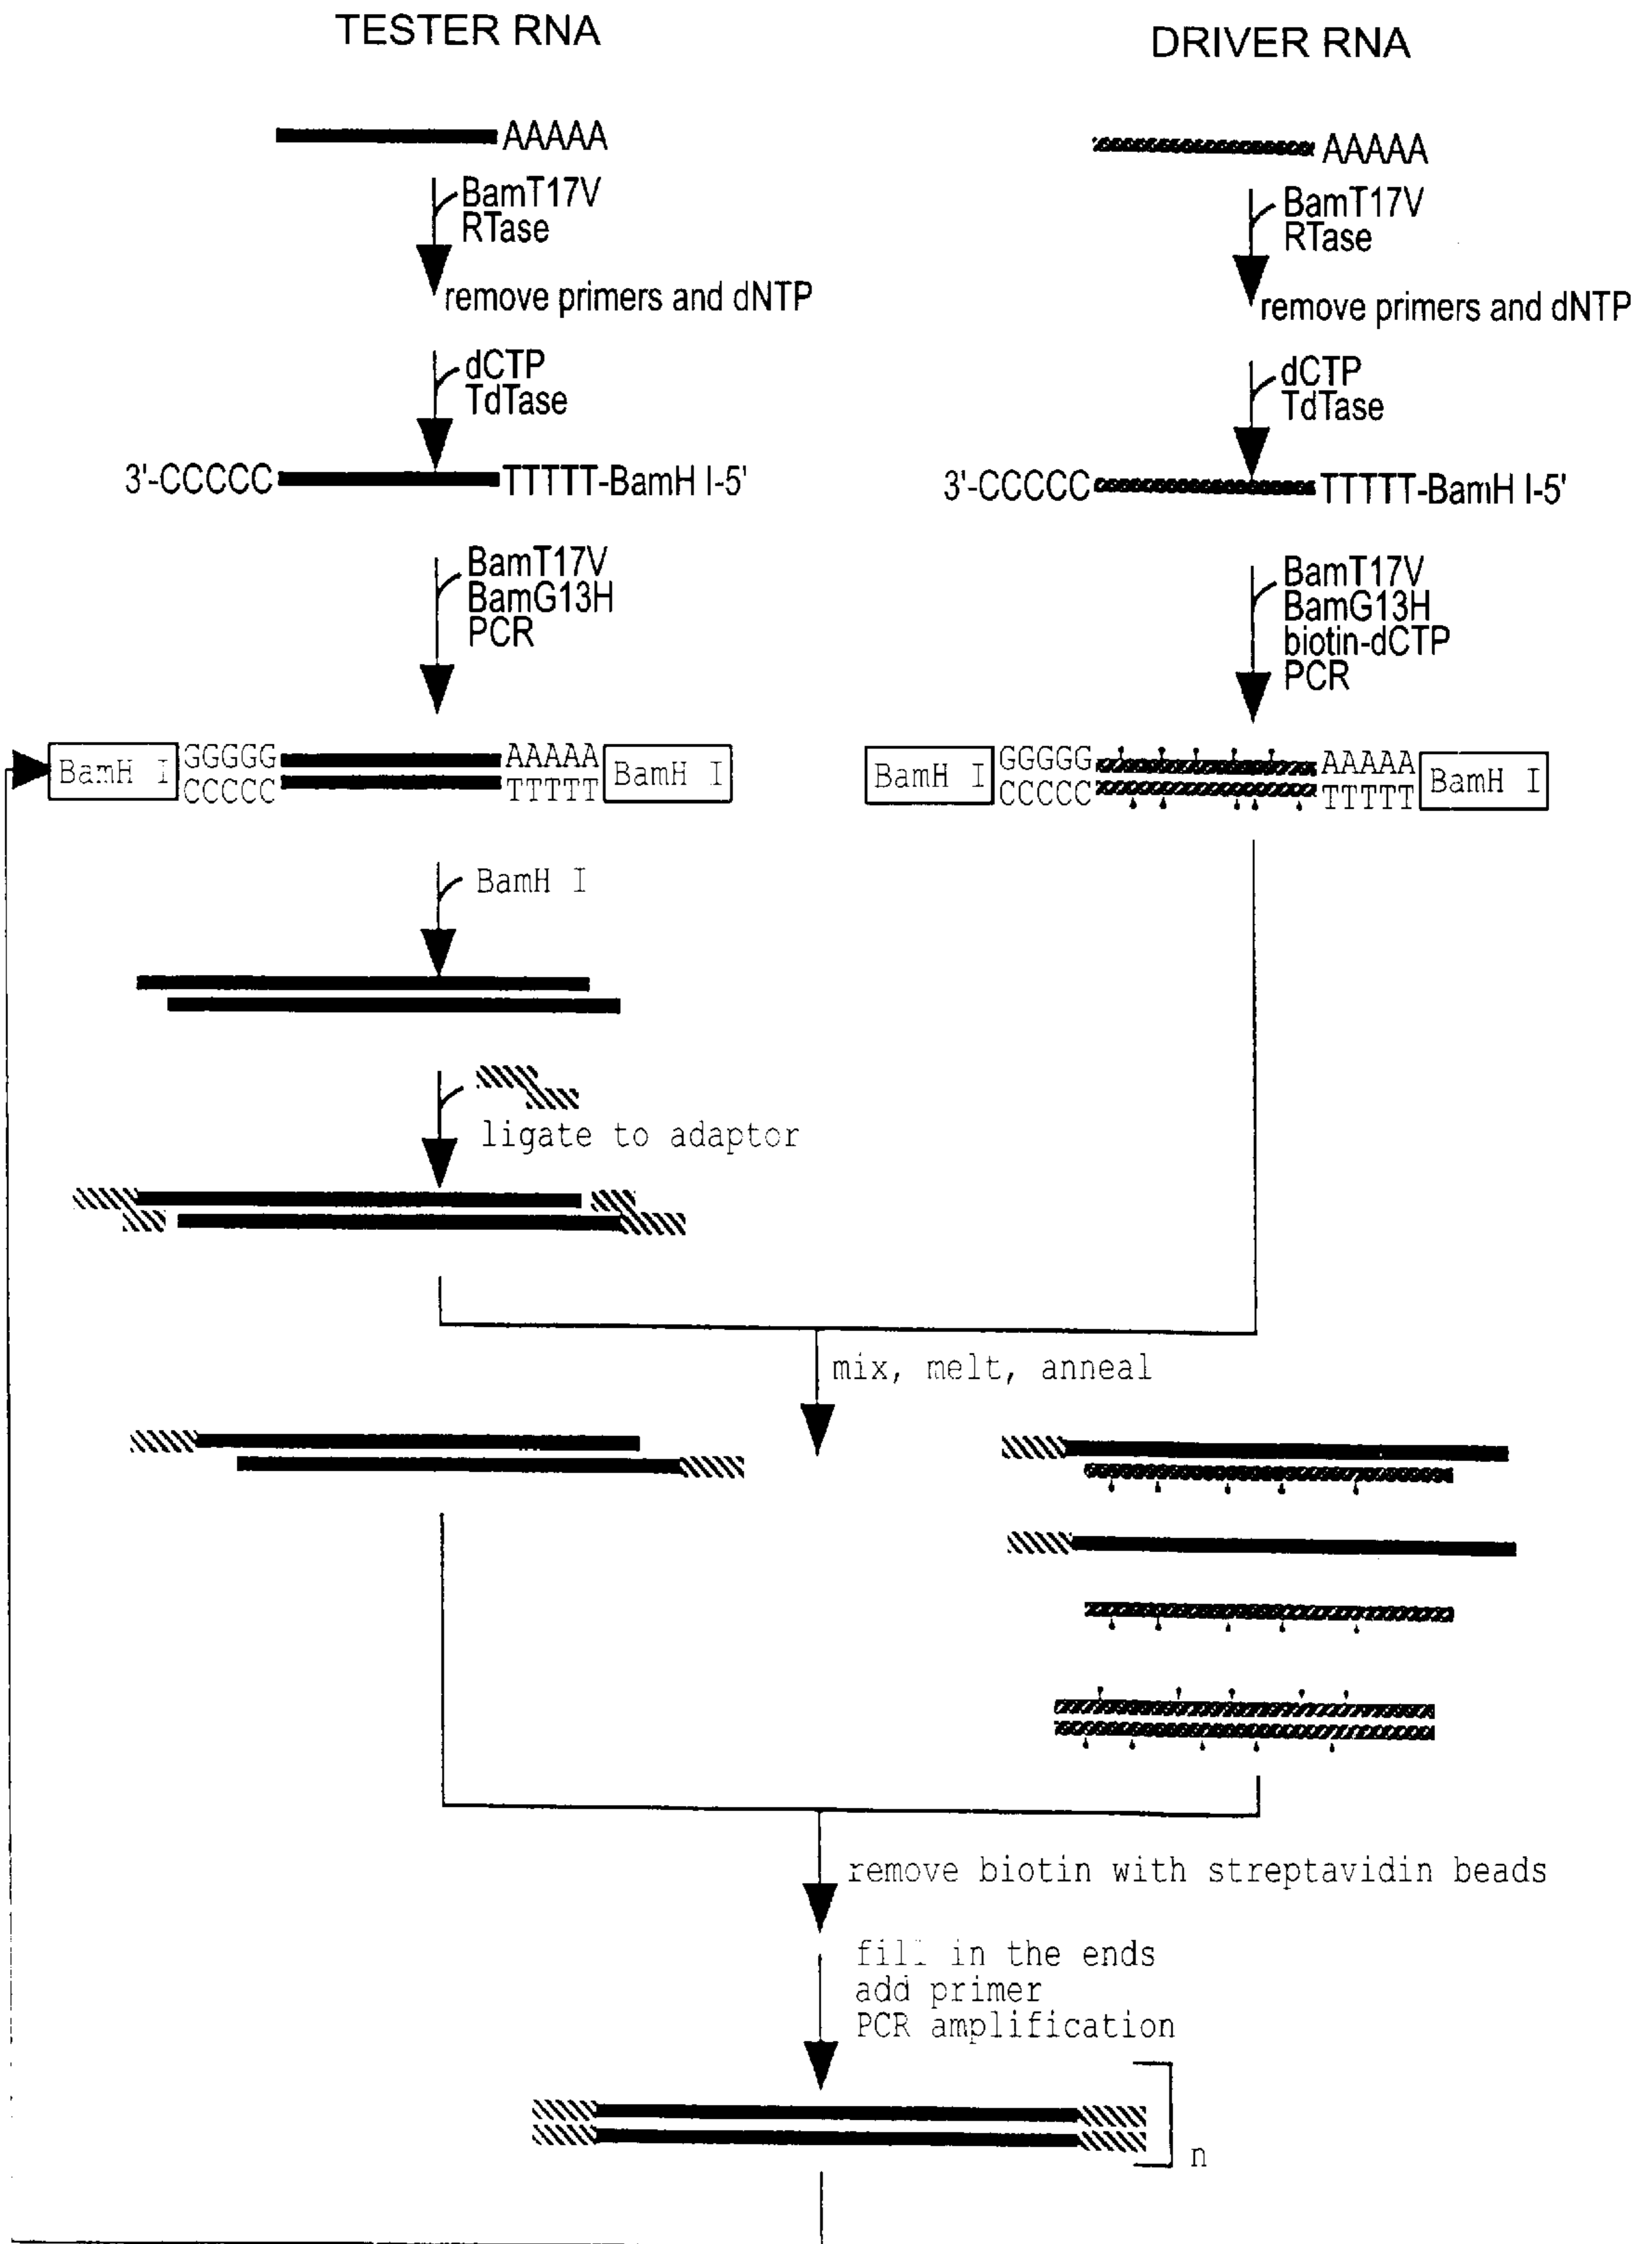 TESTER RNA
DRIVER RNA
AAAAA
AAAAA
BamT17V
RTase
BamT17V
RTase
remove primers and dNTP
remove primers and dNTP
dCTP
TdTase
dCTP
TdTase
3'-CCCCC
TTTTT-BamH I-5'
3'-CCCCC
TTTTT-BamH I-5'
BamT17V
BamG13H
PCR
BamT17V
BamG13H
biotin-dCTP
PCR
BamH I
GGGGG
CCCCC
AAAAA
TTTTT
BamH I
BamH I
GGGGG
CCCCC
AAAAA
TTTTT
BamH I
BamH I
ligate to adaptor
mix, melt, anneal
remove biotin with streptavidin beads
fill in the ends
add primer
PCR amplification
n